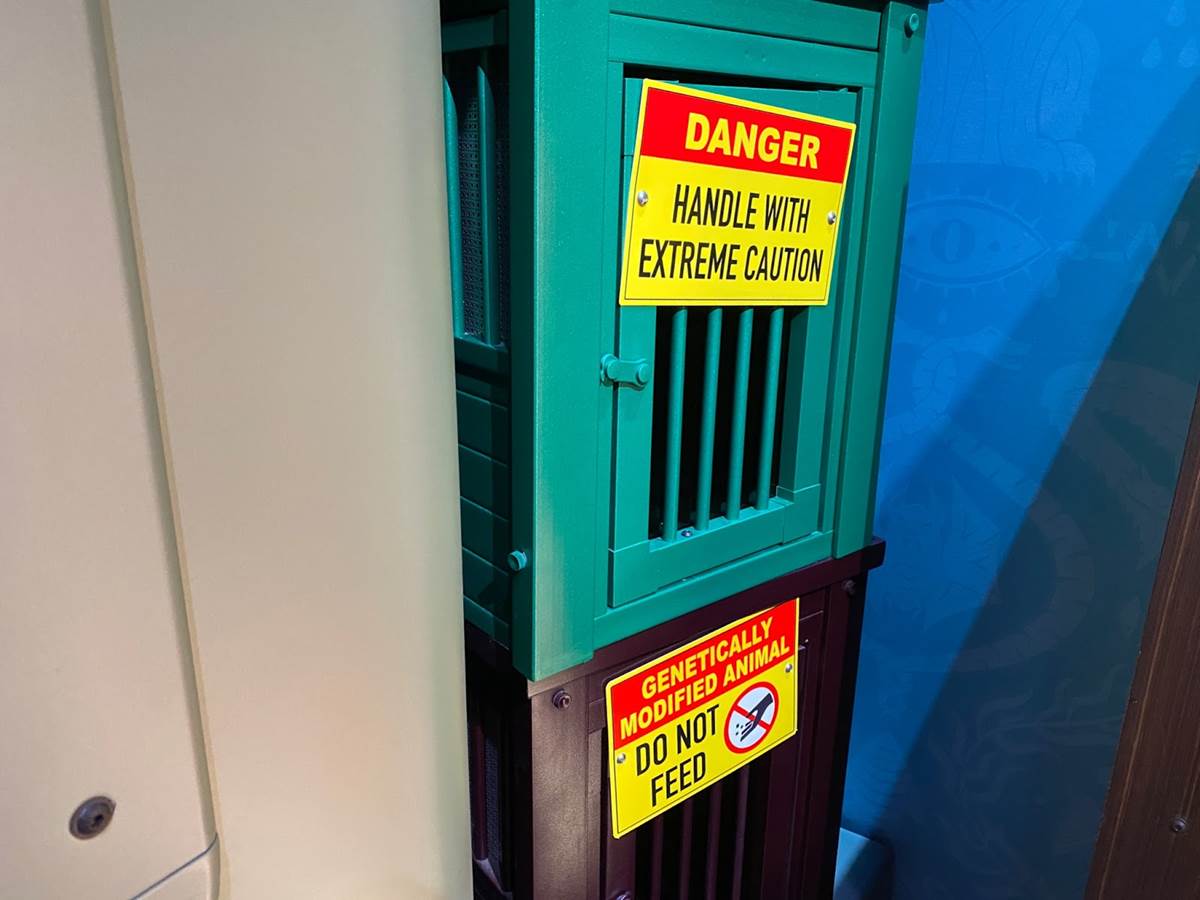 DANGER
HANDLE WITH
EXTREME CAUTION
GENETICALLY
MODIFIED ANIMAL
DO NOT
FEED